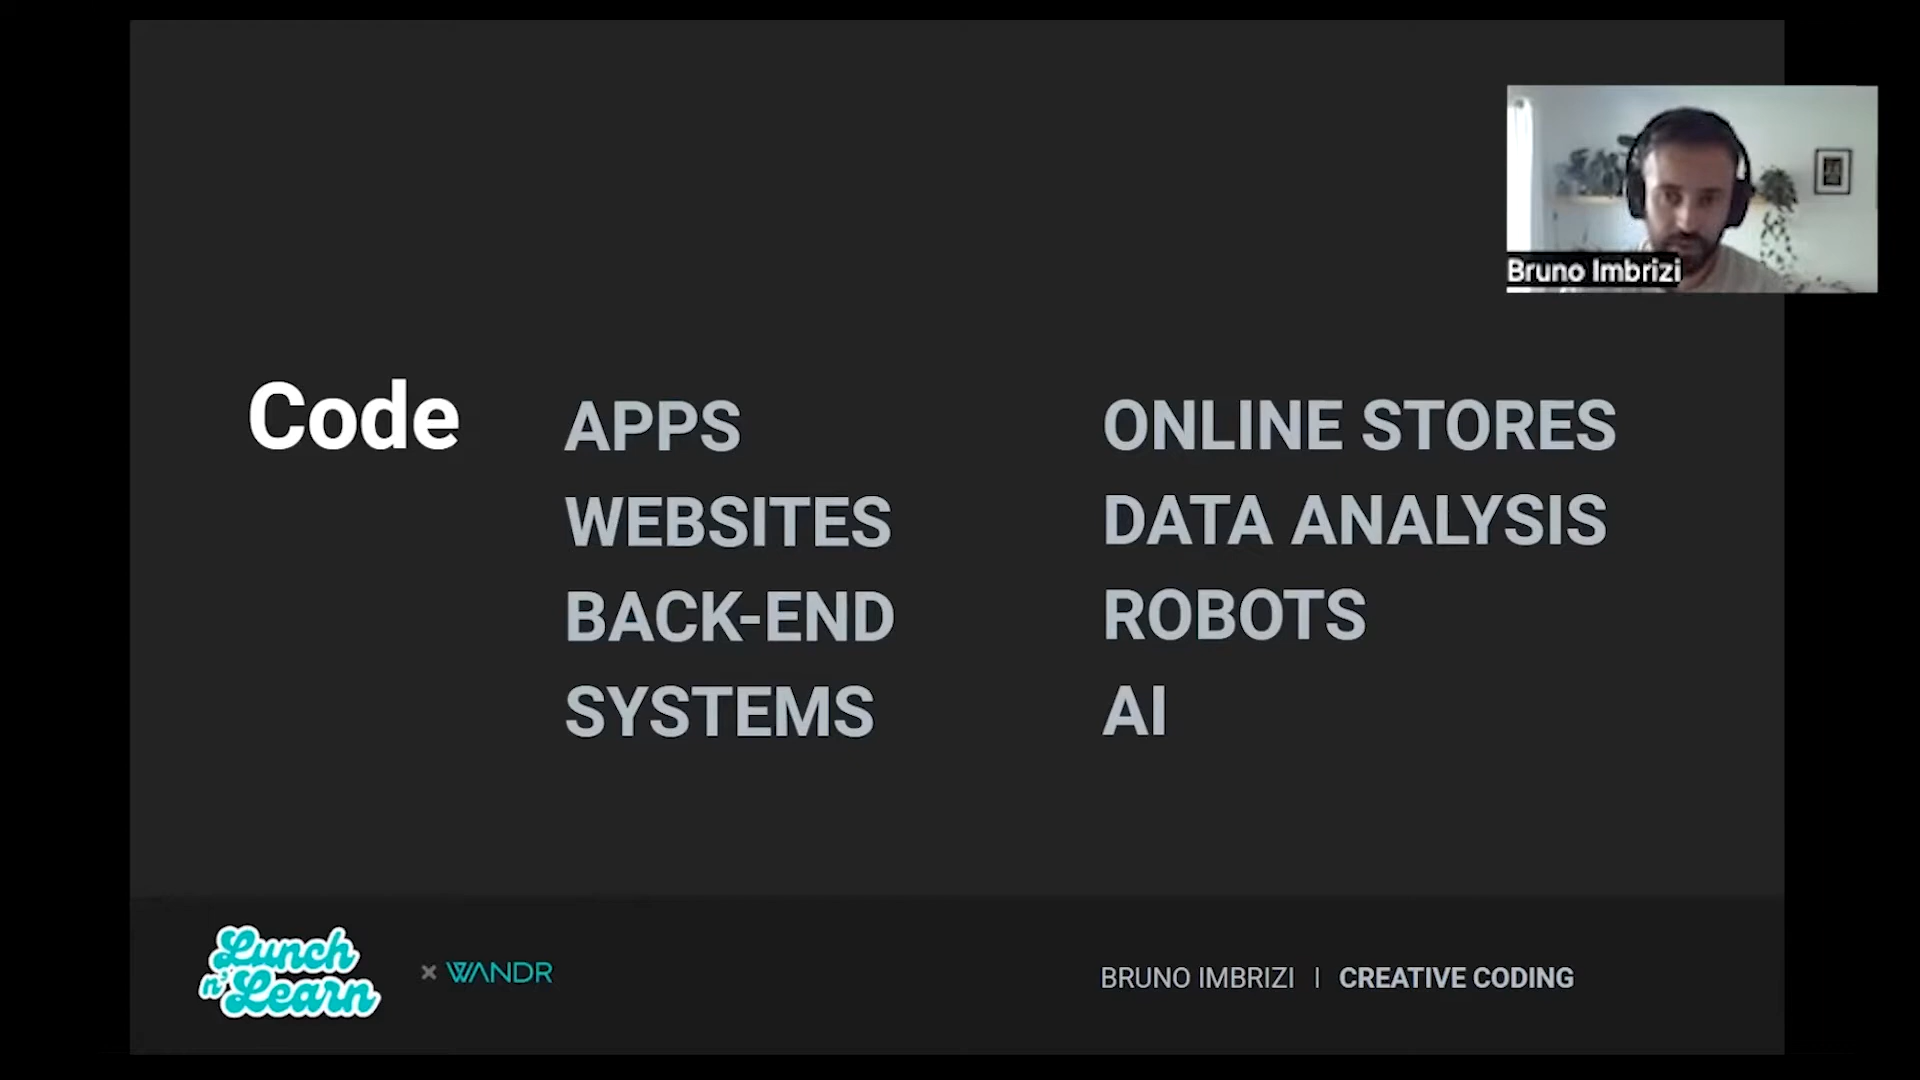 Bruno Imbrizi
Code
APPS
WEBSITES
BACK-END
SYSTEMS
ONLINE STORES
DATA ANALYSIS
ROBOTS
AI
Lunch
n' Learn
× WANDR
BRUNO IMBRIZI | CREATIVE CODING